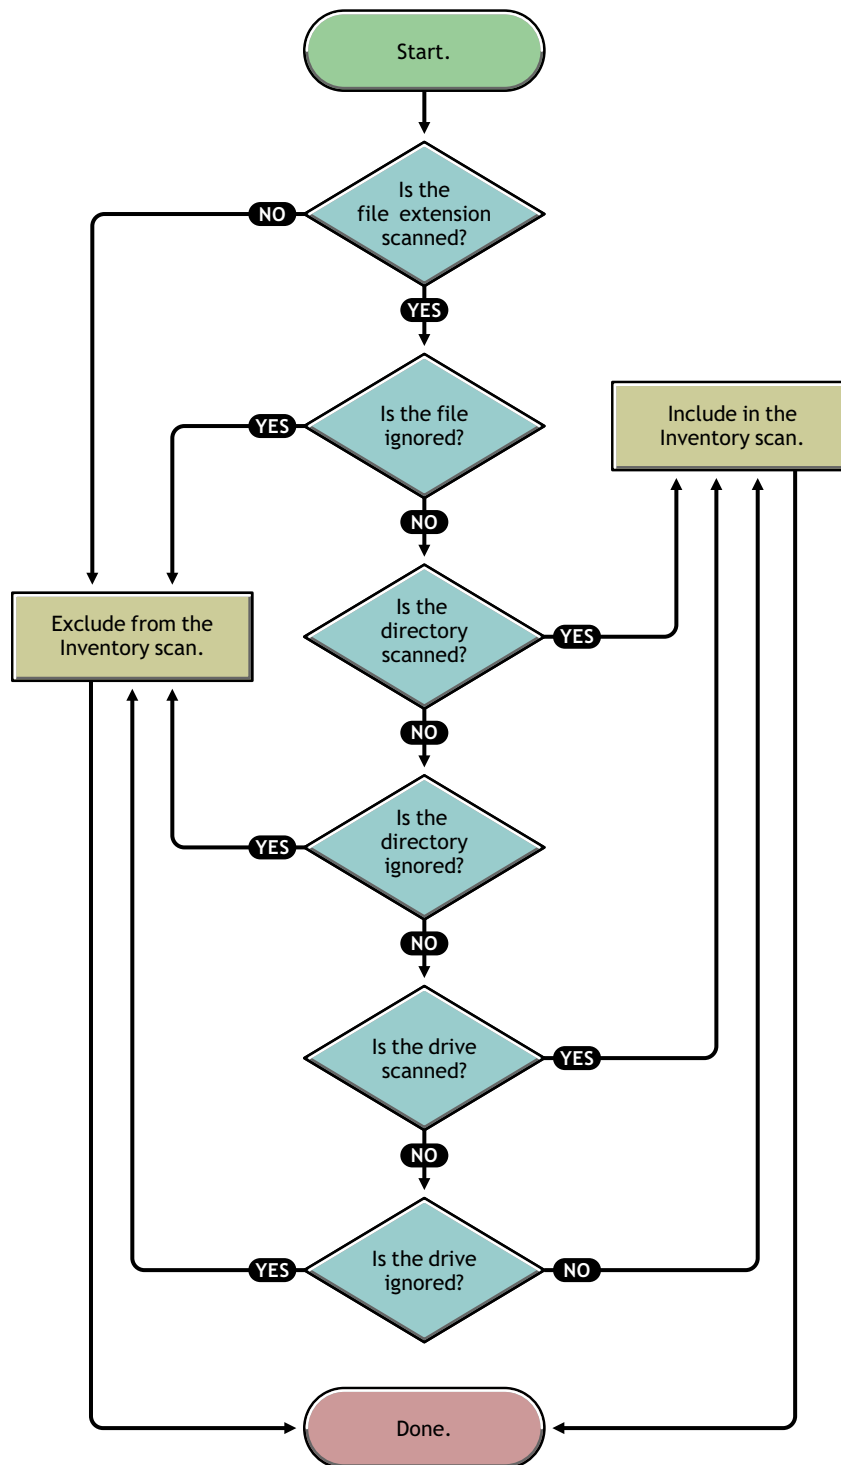 Start.
Is the
file extension
scanned?
NO
YES
Is the file
ignored?
YES
NO
Include in the
Inventory scan.
Exclude from the
Inventory scan.
Is the
directory
scanned?
YES
NO
Is the
directory
ignored?
YES
NO
Is the drive
scanned?
YES
NO
Is the drive
ignored?
YES
NO
Done.